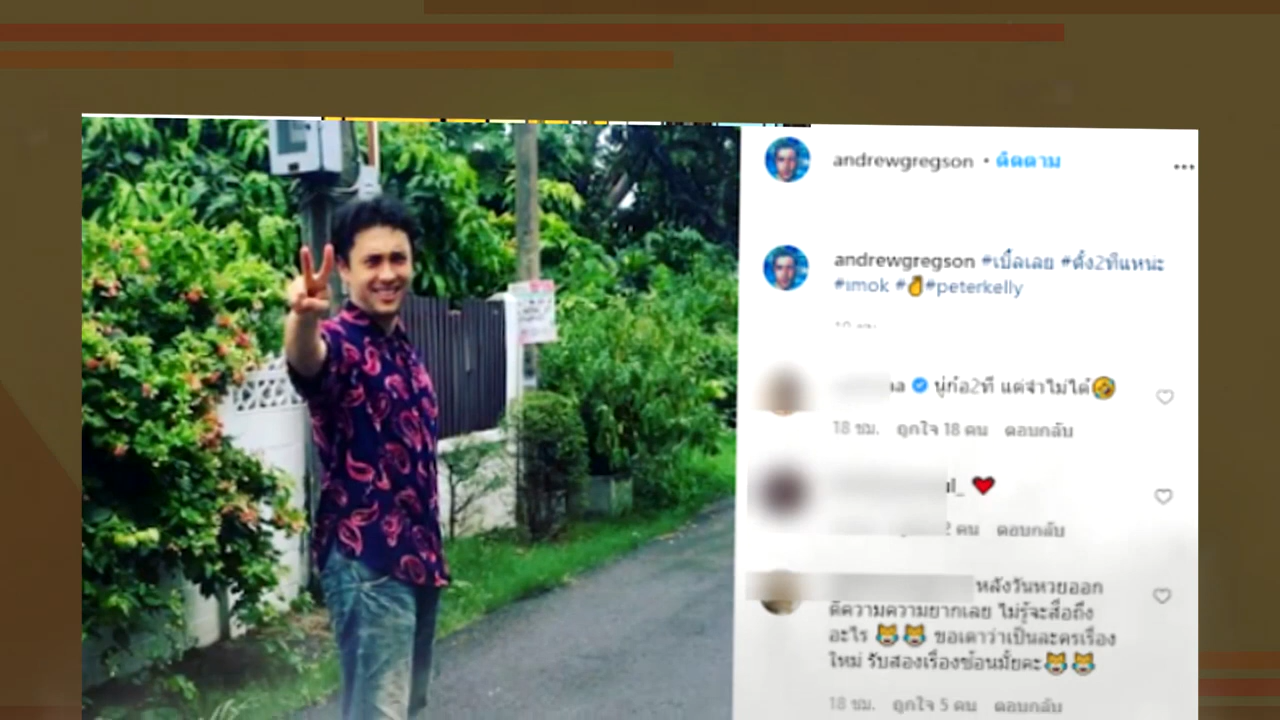 andrewgregson • ติดตาม
andrewgregson #เบิ้ลเลย #ตั้ง2ทีแหน่ะ
#imok #✌#peterkelly
นู่ก้อ2ที แต่จำไม่ได้🤣
18 ชม. ถูกใจ 18 คน ตอบกลับ
❤
2 คน ตอบกลับ
หลังวันหวยออก
ตีความความยากเลย ไม่รู้จะสื่อถึง
อะไร 😹😹 ขอเดาว่าเป็นละครเรื่อง
ใหม่ รับสองเรื่องซ้อนมั้ยคะ😹😹
18 ชม. ถูกใจ 5 คน ตอบกลับ